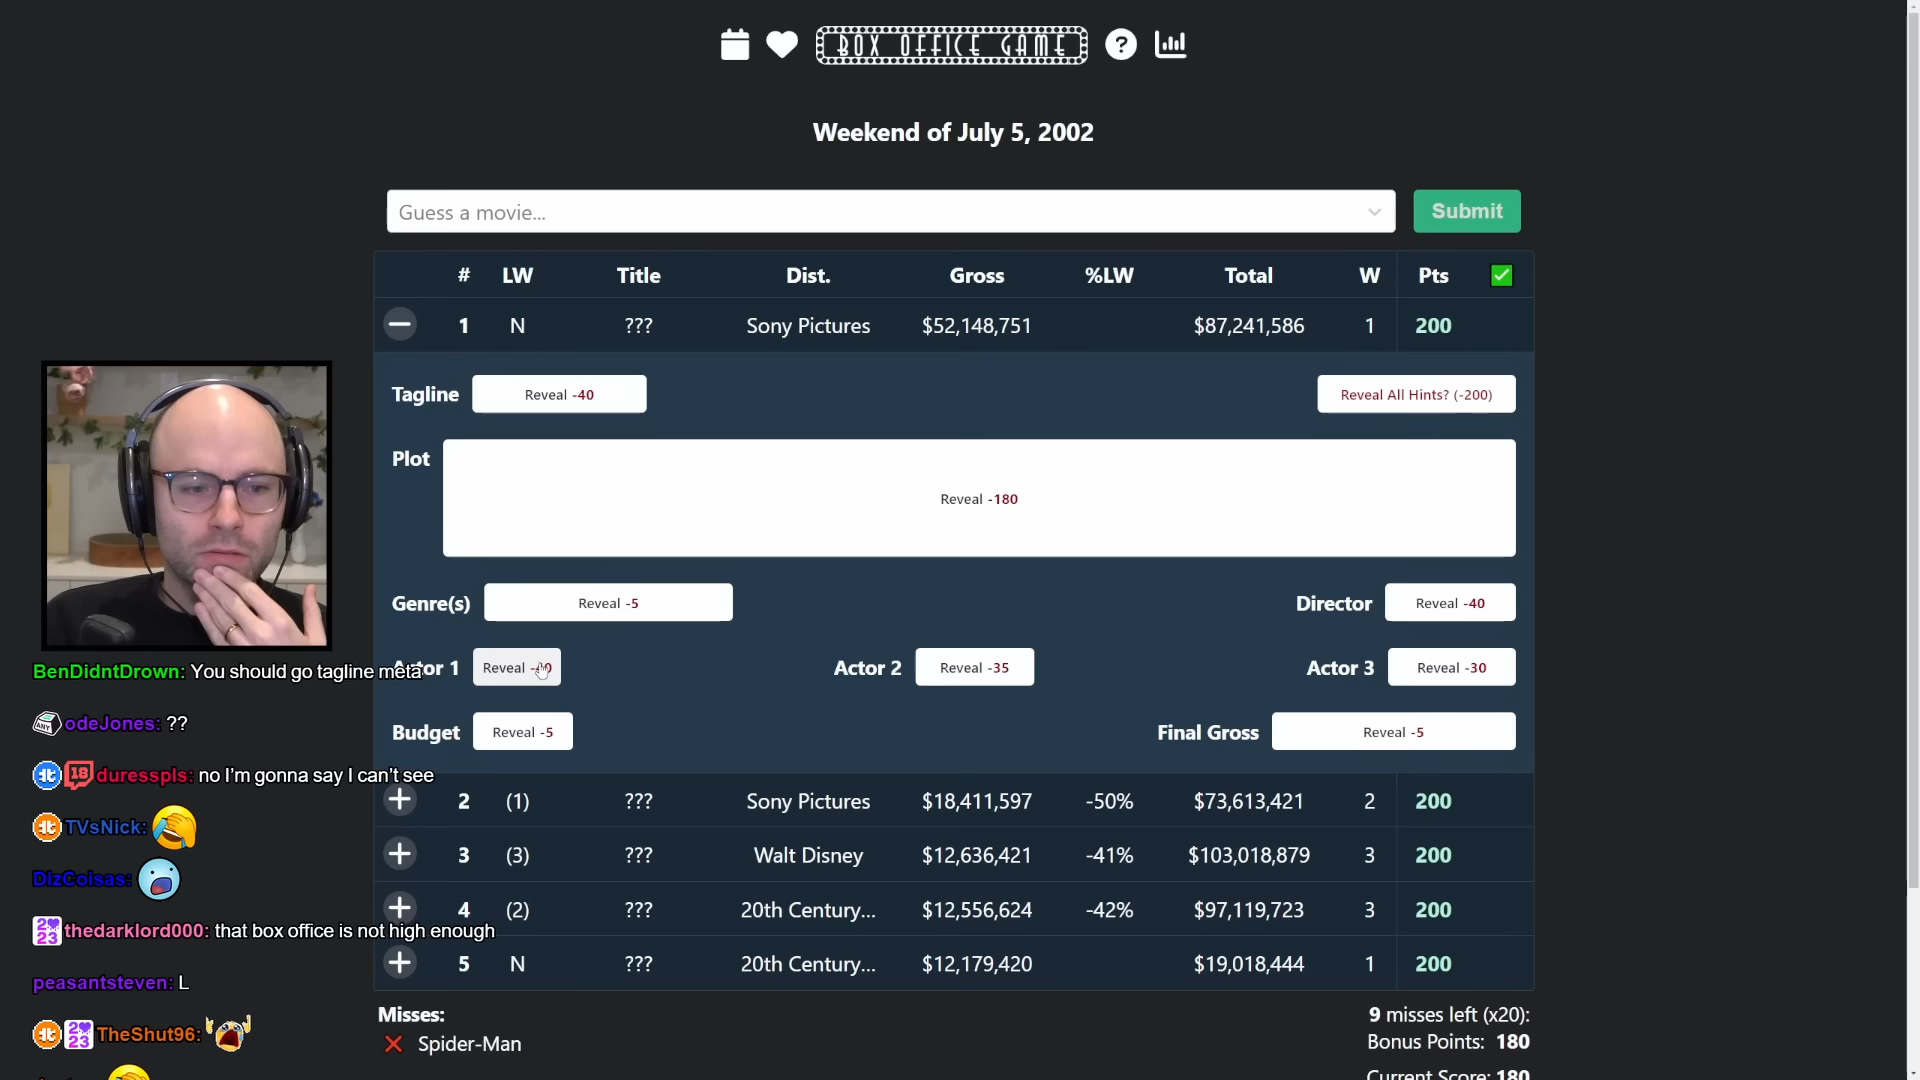 BOX OFFICE GAME
Weekend of July 5, 2002
Guess a movie...
Submit
# LW Title Dist. Gross %LW Total W Pts
1 N ??? Sony Pictures $52,148,751 $87,241,586 1 200
Tagline Reveal -40 Reveal All Hints? (-200)
Plot Reveal -180
Genre(s) Reveal -5 Director Reveal -40
Actor 1 Reveal Actor 2 Reveal -35 Actor 3 Reveal -30
Budget Reveal -5 Final Gross Reveal -5
2 (1) ??? Sony Pictures $18,411,597 -50% $73,613,421 2 200
3 (3) ??? Walt Disney $12,636,421 -41% $103,018,879 3 200
4 (2) ??? 20th Century... $12,556,624 -42% $97,119,723 3 200
5 N ??? 20th Century... $12,179,420 $19,018,444 1 200
Misses:
Spider-Man
9 misses left (x20):
Bonus Points: 180
Current Score: 180
BenDidntDrown: You should go tagline meta
odeJones: ??
duresspls: no I'm gonna say I can't see
TVsNick:
DizCoisas:
thedarklord000: that box office is not high enough
peasantsteven: L
TheShut96: